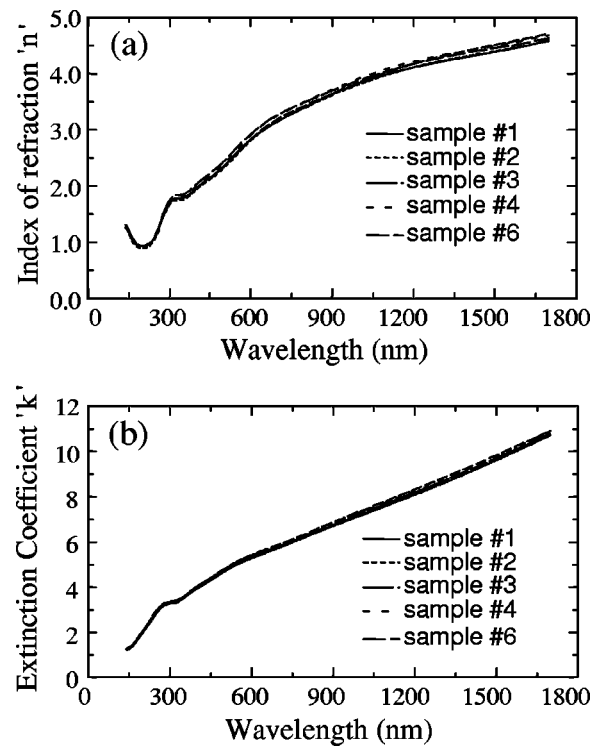 5.0
(a)
4.0
3.0
2.0
1.0
0.0
Index of refraction 'n'
sample #1
sample #2
sample #3
sample #4
sample #6
0 300 600 900 1200 1500 1800
Wavelength (nm)
12
(b)
10
8
6
4
2
0
Extinction Coefficient 'k'
sample #1
sample #2
sample #3
sample #4
sample #6
0 300 600 900 1200 1500 1800
Wavelength (nm)